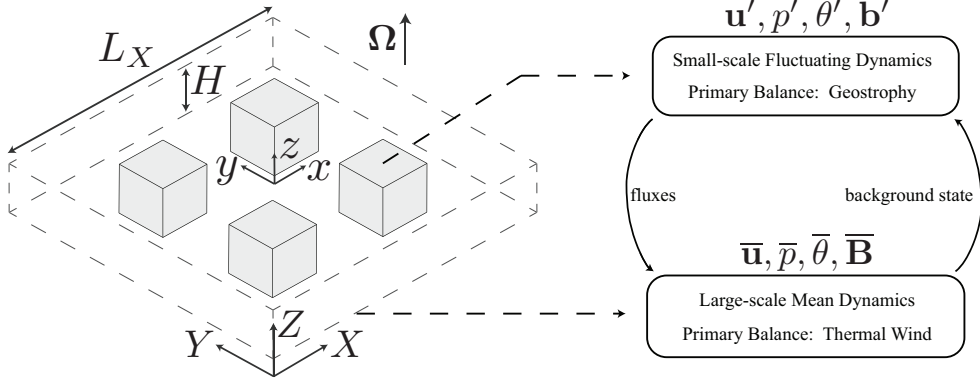 L_X
H
Ω
z
y
x
Z
Y
X
u′, p′, θ′, b′
Small-scale Fluctuating Dynamics
Primary Balance: Geostrophy
fluxes
background state
u̅, p̅, θ̅, B̅
Large-scale Mean Dynamics
Primary Balance: Thermal Wind